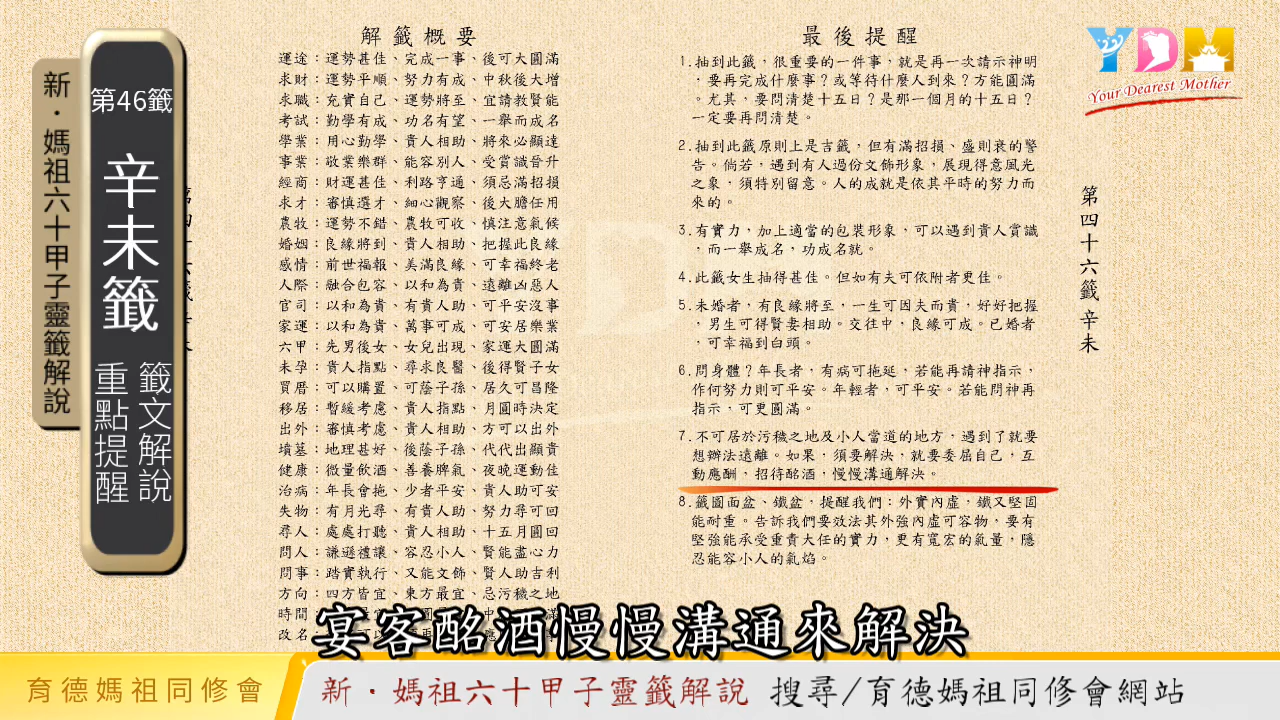 新・媽祖六十甲子靈籤解說
第46籤
辛未籤
籤文解說
重點提醒
解籤概要
運途：運勢甚佳、完成一事、後可大圓滿
求財：運勢平順、努力有成、中秋後大增
求職：充實自己、運勢將至、宜請教賢能
考試：勤學有成、功名有望、一舉而成名
學業：用心勤學、貴人相助、將來必顯達
事業：敬業樂群、能容別人、受賞識晉升
經商：財運甚佳、利路亨通、須忌滿招損
求才：審慎選才、細心觀察、後大膽任用
農牧：運勢不錯、農牧可收、慎注意氣候
婚姻：良緣將到、貴人相助、把握此良緣
感情：前世福報、美滿良緣、可幸福終老
人際：融合包容、以和為貴、遠離凶惡人
官司：以和為貴、有貴人助、可平安沒事
家運：以和為貴、萬事可成、可安居樂業
六甲：先男後女、女兒出現、家運大圓滿
未孕：貴人指點、尋求良醫、後得賢子女
買厝：可以購置、可蔭子孫、居久可昌隆
移居：暫緩考慮、貴人指點、月圓時決定
出外：審慎考慮、貴人相助、方可以出外
墳墓：地理甚好、後蔭子孫、代代出顯貴
健康：微量飲酒、善養脾氣、夜晚運動佳
治病：年長會拖、少者平安、貴人助可安
失物：有月光尋、有貴人助、努力尋可回
尋人：處處打聽、貴人相助、十五月圓回
問人：謙遜禮讓、容忍小人、賢能盡心力
問事：踏實執行、又能文飾、賢人助吉利
方向：四方皆宜、東方最宜、忌污穢之地
時間：
改名：
最後提醒
1.抽到此籤，很重要的一件事，就是再一次請示神明
，要再完成什麼事？或等待什麼人到來？方能圓滿
。尤其，要問清楚十五日？是那一個月的十五日？
一定要再問清楚。
2.抽到此籤原則上是吉籤，但有滿招損、盛則衰的警
告。倘若，遇到有人過份文飾形象，展現得意風光
之象，須特別留意。人的成就是依其平時的努力而
來的。
3.有實力，加上適當的包裝形象，可以遇到貴人賞識
，而一舉成名，功成名就。
4.此籤女生抽得甚佳。但如有夫可依附者更佳。
5.未婚者，有良緣將至，一生可因夫而貴，好好把握
，男生可得賢妻相助。交往中，良緣可成。已婚者
，可幸福到白頭。
6.問身體？年長者，有病可拖延，若能再請神指示，
作何努力則可平安。年輕者，可平安。若能問神再
指示，可更圓滿。
7.不可居於污穢之地及小人當道的地方，遇到了就要
想辦法遠離。如果，須要解決，就要委屈自己，互
動應酬，招待酩酒，慢慢溝通解決。
8.籤圖面盆、鐵盆，提醒我們：外實內虛，鐵又堅固
能耐重。告訴我們要效法其外強內虛可容物，要有
堅強能承受重責大任的實力，更有寬宏的氣量，隱
忍能容小人的氣焰。
第四十六籤 辛未
YDM
Your Dearest Mother
宴客酩酒慢慢溝通來解決
育德媽祖同修會
新・媽祖六十甲子靈籤解說 搜尋/育德媽祖同修會網站